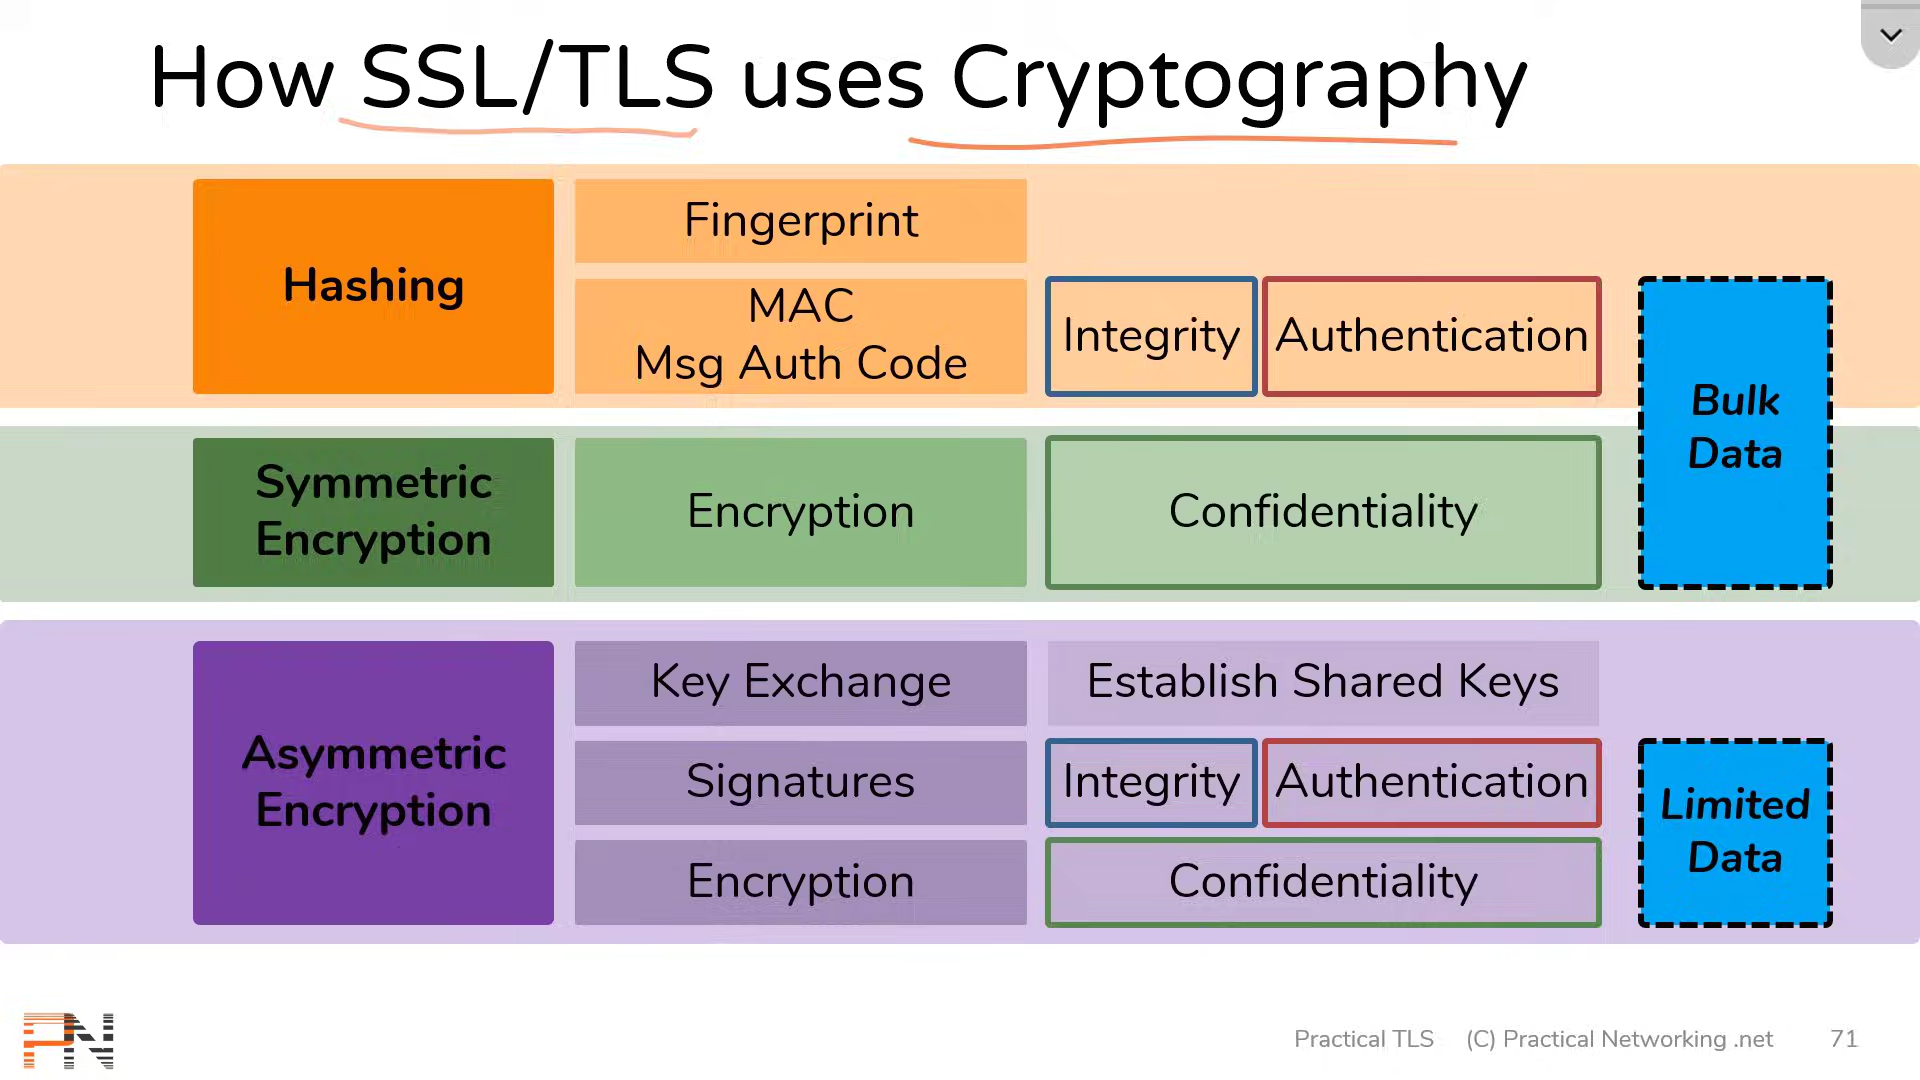 How SSL/TLS uses Cryptography
Hashing
Fingerprint
MAC
Msg Auth Code
Integrity
Authentication
Bulk
Data
Symmetric
Encryption
Encryption
Confidentiality
Asymmetric
Encryption
Key Exchange
Establish Shared Keys
Signatures
Integrity
Authentication
Encryption
Confidentiality
Limited
Data
PN
Practical TLS (C) Practical Networking .net 71